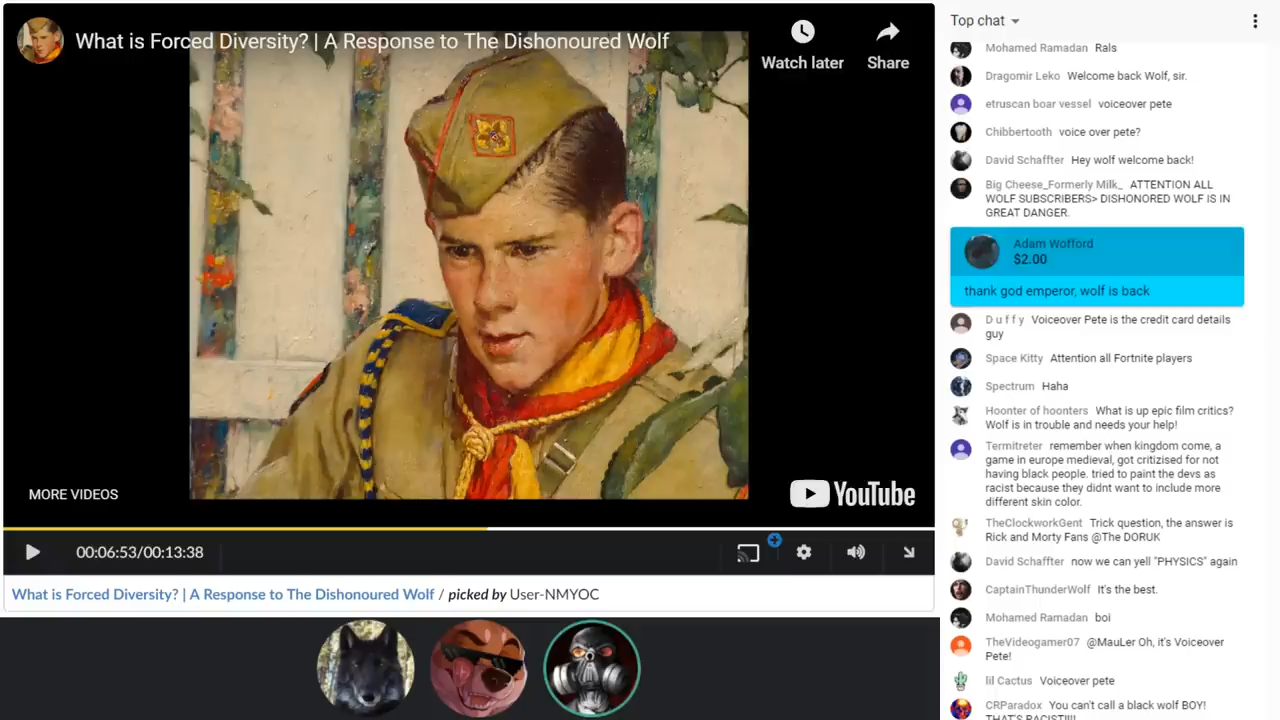 What is Forced Diversity? | A Response to The Dishonoured Wolf
Watch later
Share
MORE VIDEOS
YouTube
00:06:53/00:13:38
What is Forced Diversity? | A Response to The Dishonoured Wolf / picked by User-NMYOC
Top chat
Mohamed Ramadan Rals
Dragomir Leko Welcome back Wolf, sir.
etruscan boar vessel voiceover pete
Chibbertooth voice over pete?
David Schaffter Hey wolf welcome back!
Big Cheese_Formerly Milk_ ATTENTION ALL
WOLF SUBSCRIBERS> DISHONORED WOLF IS IN
GREAT DANGER.
Adam Wofford
$2.00
thank god emperor, wolf is back
D u f f y Voiceover Pete is the credit card details
guy
Space Kitty Attention all Fortnite players
Spectrum Haha
Hoonter of hoonters What is up epic film critics?
Wolf is in trouble and needs your help!
Termitreter remember when kingdom come, a
game in europe medieval, got critizised for not
having black people. tried to paint the devs as
racist because they didnt want to include more
different skin color.
TheClockworkGent Trick question, the answer is
Rick and Morty Fans @The DORUK
David Schaffter now we can yell "PHYSICS" again
CaptainThunderWolf It's the best.
Mohamed Ramadan boi
TheVideogamer07 @MauLer Oh, it's Voiceover
Pete!
lil Cactus Voiceover pete
CRParadox You can't call a black wolf BOY!
THAT'S RACIST!!!!